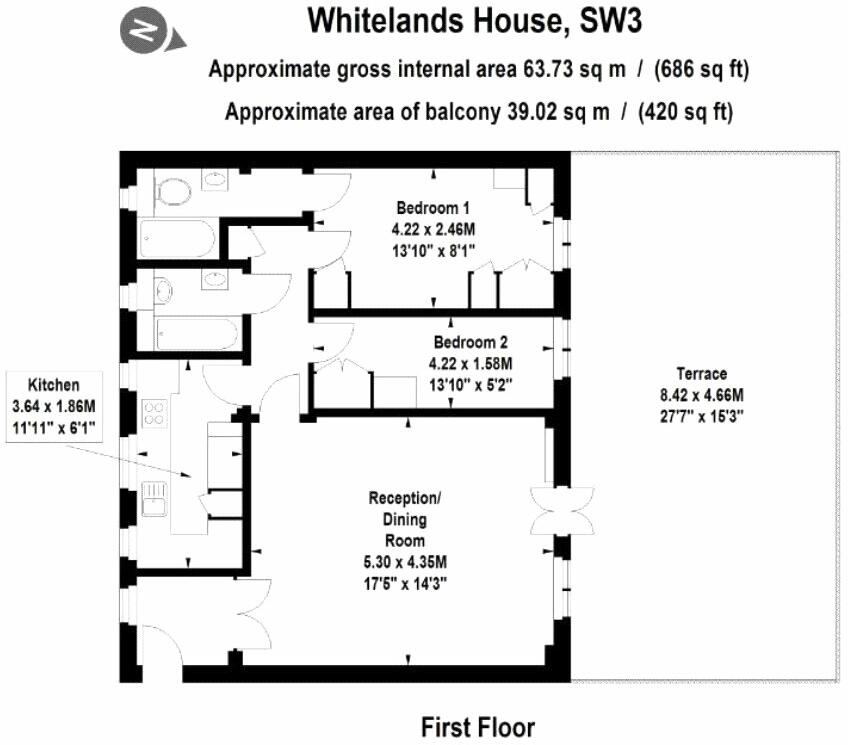 Whitelands House, SW3
N
Approximate gross internal area 63.73 sq m / (686 sq ft)
Approximate area of balcony 39.02 sq m / (420 sq ft)
Bedroom 1
4.22 x 2.46M
13'10" x 8'1"
Bedroom 2
4.22 x 1.58M
13'10" x 5'2"
Kitchen
3.64 x 1.86M
11'11" x 6'1"
Terrace
8.42 x 4.66M
27'7" x 15'3"
Reception/
Dining
Room
5.30 x 4.35M
17'5" x 14'3"
First Floor